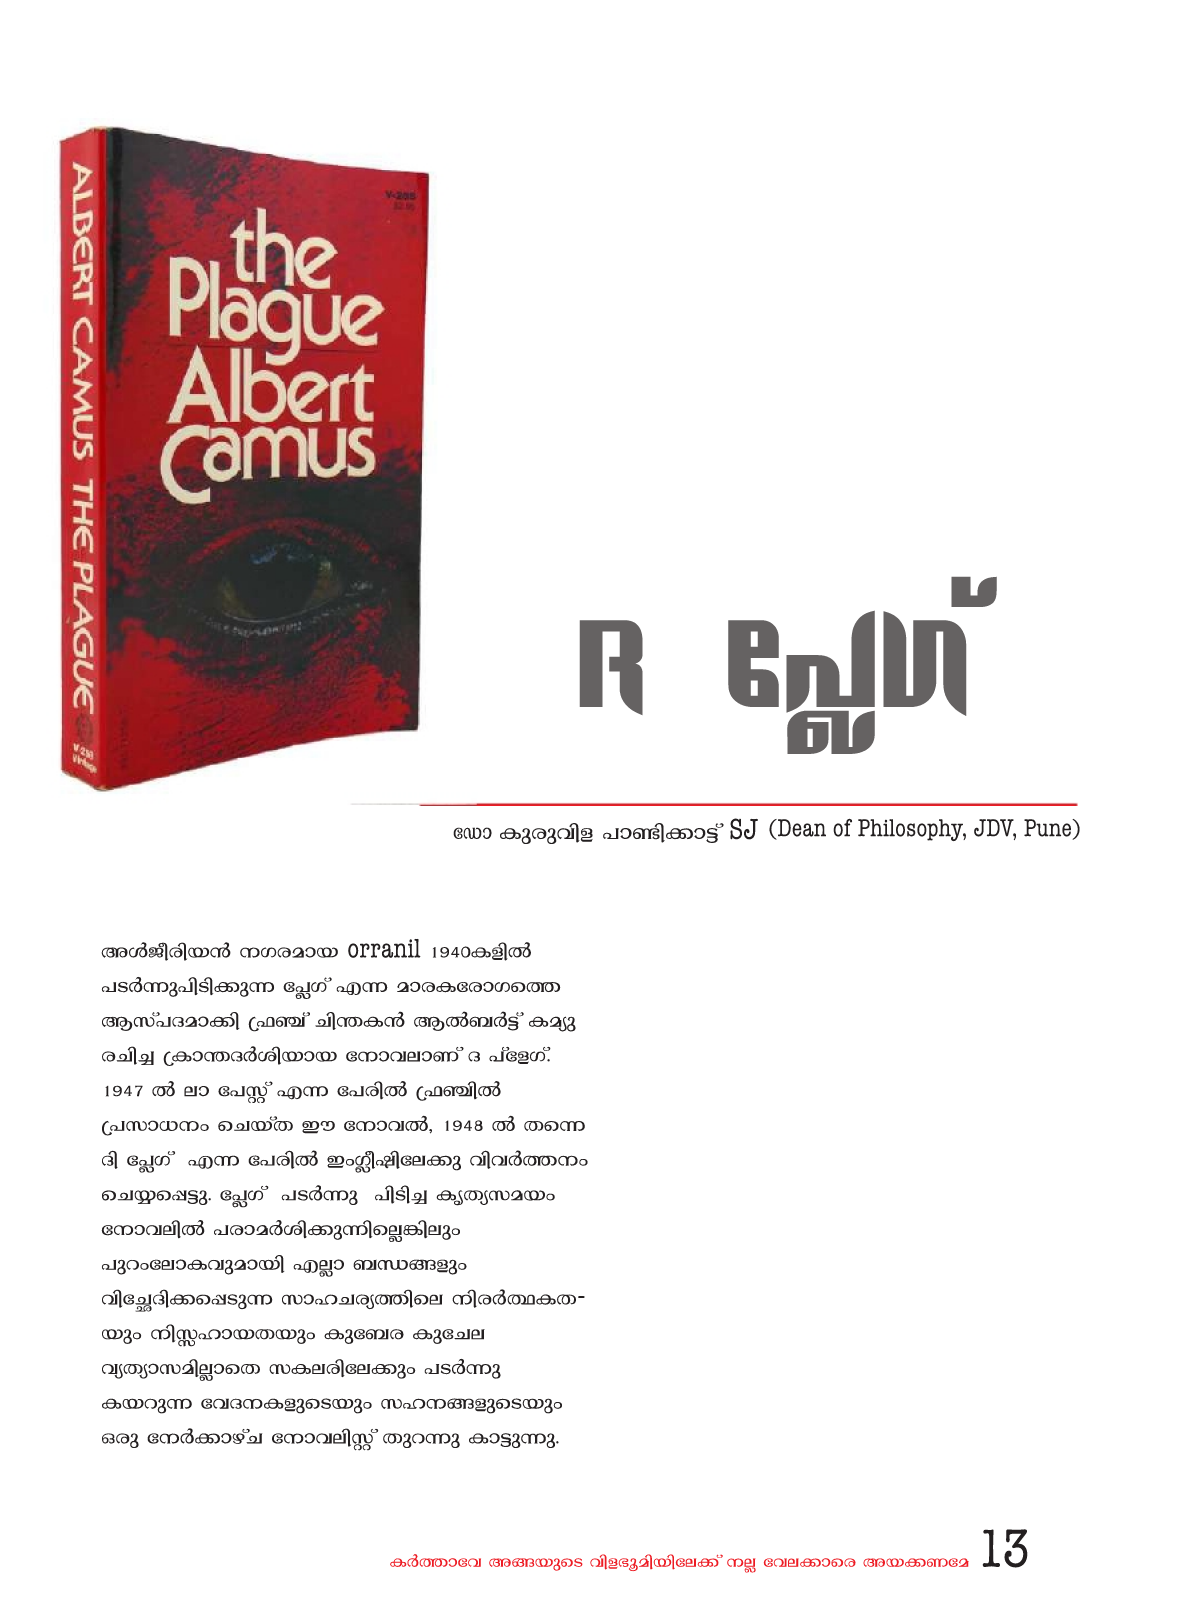 ALBERT CAMUS THE PLAGUE
V-258
Vintage
the
Plague
Albert
Camus
ദ പ്ലേഗ്
ഡോ കുരുവിള പാണ്ടിക്കാട്ട് SJ (Dean of Philosophy, JDV, Pune)
അൾജീരിയൻ നഗരമായ orranil 1940കളിൽ
പടർന്നുപിടിക്കുന്ന പ്ലേഗ് എന്ന മാരകരോഗത്തെ
ആസ്പദമാക്കി ഫ്രഞ്ച് ചിന്തകൻ ആൽബർട്ട് കമ്യു
രചിച്ച ക്രാന്തദർശിയായ നോവലാണ് ദ പ്ളേഗ്.
1947 ൽ ലാ പേസ്റ്റ് എന്ന പേരിൽ ഫ്രഞ്ചിൽ
പ്രസാധനം ചെയ്ത ഈ നോവൽ, 1948 ൽ തന്നെ
ദി പ്ലേഗ് എന്ന പേരിൽ ഇംഗ്ലീഷിലേക്കു വിവർത്തനം
ചെയ്യപ്പെട്ടു. പ്ലേഗ് പടർന്നു പിടിച്ച കൃത്യസമയം
നോവലിൽ പരാമർശിക്കുന്നില്ലെങ്കിലും
പുറംലോകവുമായി എല്ലാ ബന്ധങ്ങളും
വിച്ഛേദിക്കപ്പെടുന്ന സാഹചര്യത്തിലെ നിരർത്ഥകത-
യും നിസ്സഹായതയും കുബേര കുചേല
വ്യത്യാസമില്ലാതെ സകലരിലേക്കും പടർന്നു
കയറുന്ന വേദനകളുടെയും സഹനങ്ങളുടെയും
ഒരു നേർക്കാഴ്ച നോവലിസ്റ്റ് തുറന്നു കാട്ടുന്നു.
കർത്താവേ അങ്ങയുടെ വിളഭൂമിയിലേക്ക് നല്ല വേലക്കാരെ അയക്കണമേ 13